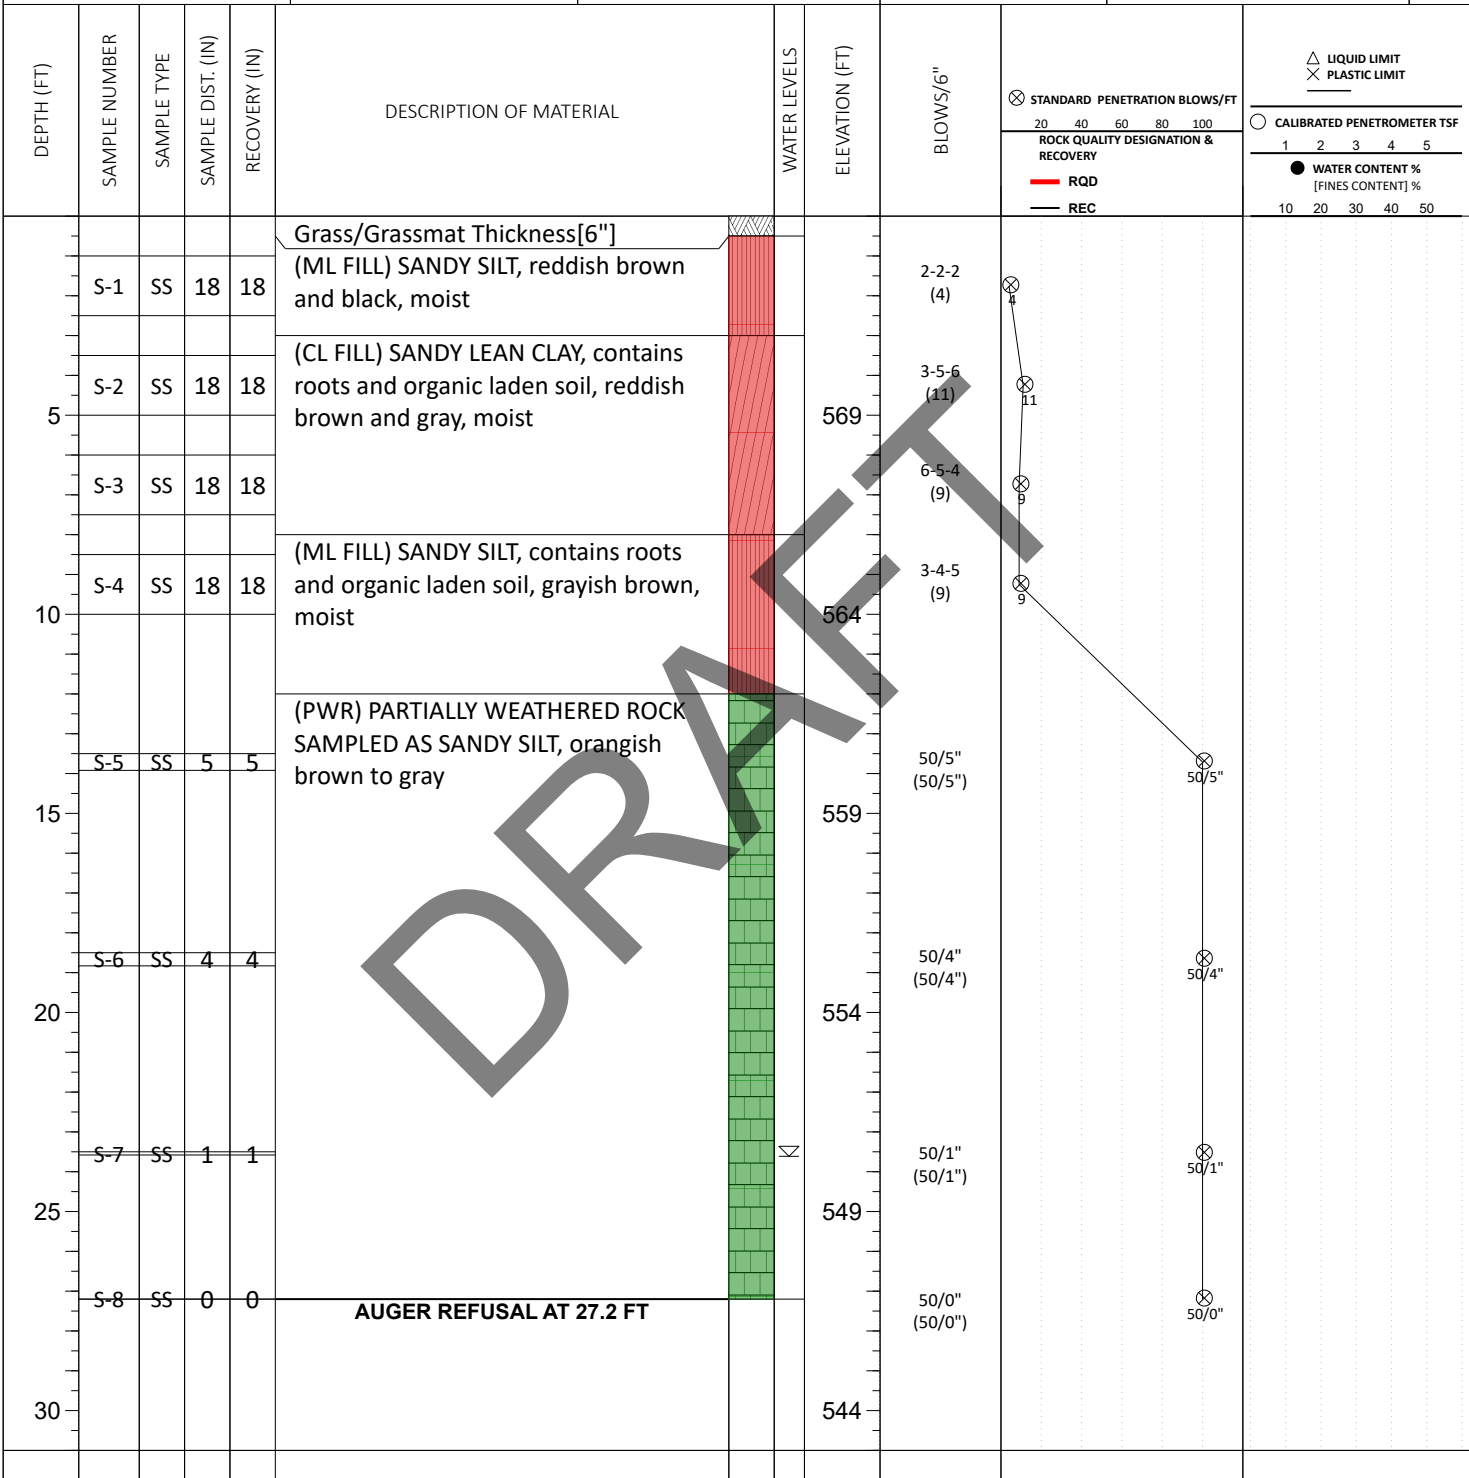 DEPTH (FT)
SAMPLE NUMBER
SAMPLE TYPE
SAMPLE DIST. (IN)
RECOVERY (IN)
DESCRIPTION OF MATERIAL
WATER LEVELS
ELEVATION (FT)
BLOWS/6"
STANDARD PENETRATION BLOWS/FT
20 40 60 80 100
ROCK QUALITY DESIGNATION &
RECOVERY
RQD
REC
LIQUID LIMIT
PLASTIC LIMIT
CALIBRATED PENETROMETER TSF
1 2 3 4 5
WATER CONTENT %
[FINES CONTENT] %
10 20 30 40 50
Grass/Grassmat Thickness[6"]
(ML FILL) SANDY SILT, reddish brown
and black, moist
S-1 SS 18 18
2-2-2
(4)
4
(CL FILL) SANDY LEAN CLAY, contains
roots and organic laden soil, reddish
brown and gray, moist
S-2 SS 18 18
3-5-6
(11)
11
5
569
S-3 SS 18 18
6-5-4
(9)
9
(ML FILL) SANDY SILT, contains roots
and organic laden soil, grayish brown,
moist
S-4 SS 18 18
3-4-5
(9)
9
10
564
(PWR) PARTIALLY WEATHERED ROCK
SAMPLED AS SANDY SILT, orangish
brown to gray
S-5 SS 5 5
50/5"
(50/5")
50/5"
15
559
S-6 SS 4 4
50/4"
(50/4")
50/4"
20
554
S-7 SS 1 1
50/1"
(50/1")
50/1"
25
549
S-8 SS 0 0
AUGER REFUSAL AT 27.2 FT
50/0"
(50/0")
50/0"
30
544
DRAFT